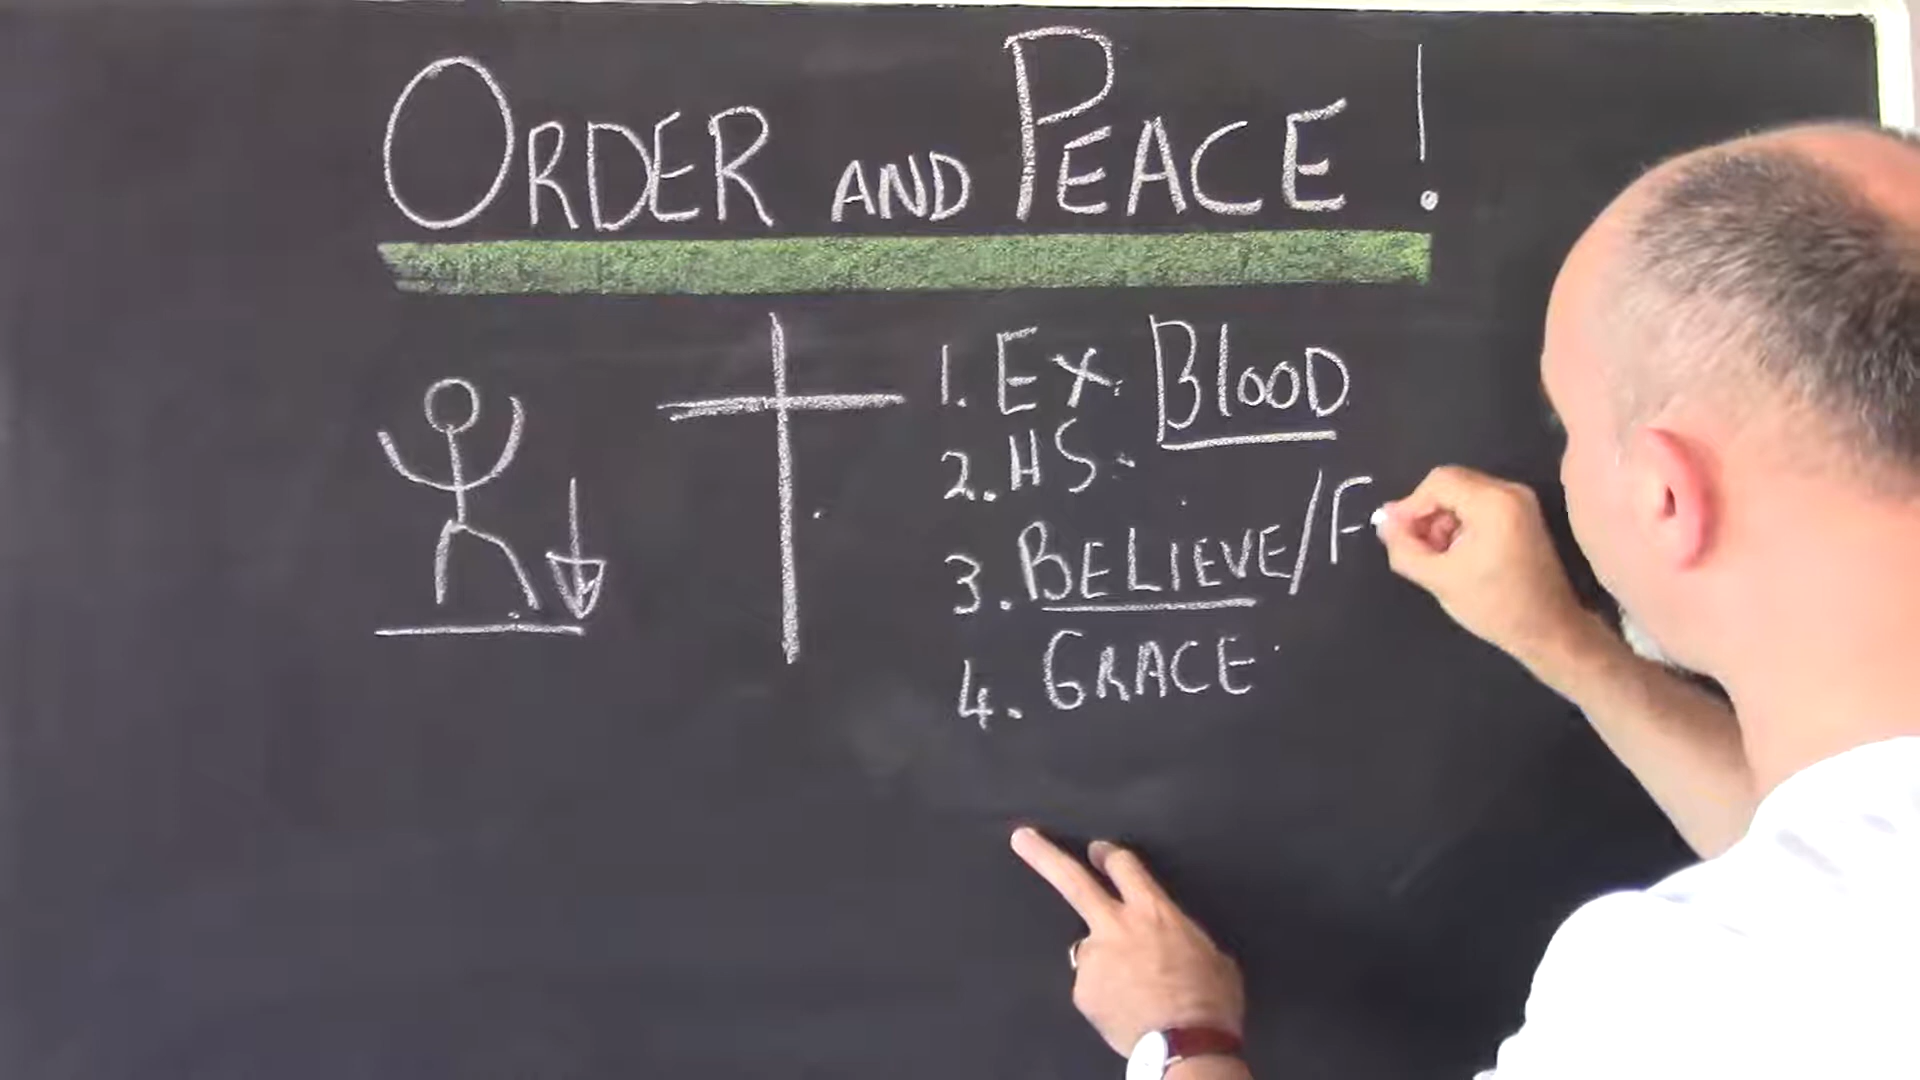 ORDER AND PEACE!
1. EX. BlooD
2. HS.
3. BELIEVE/F
4. GRACE